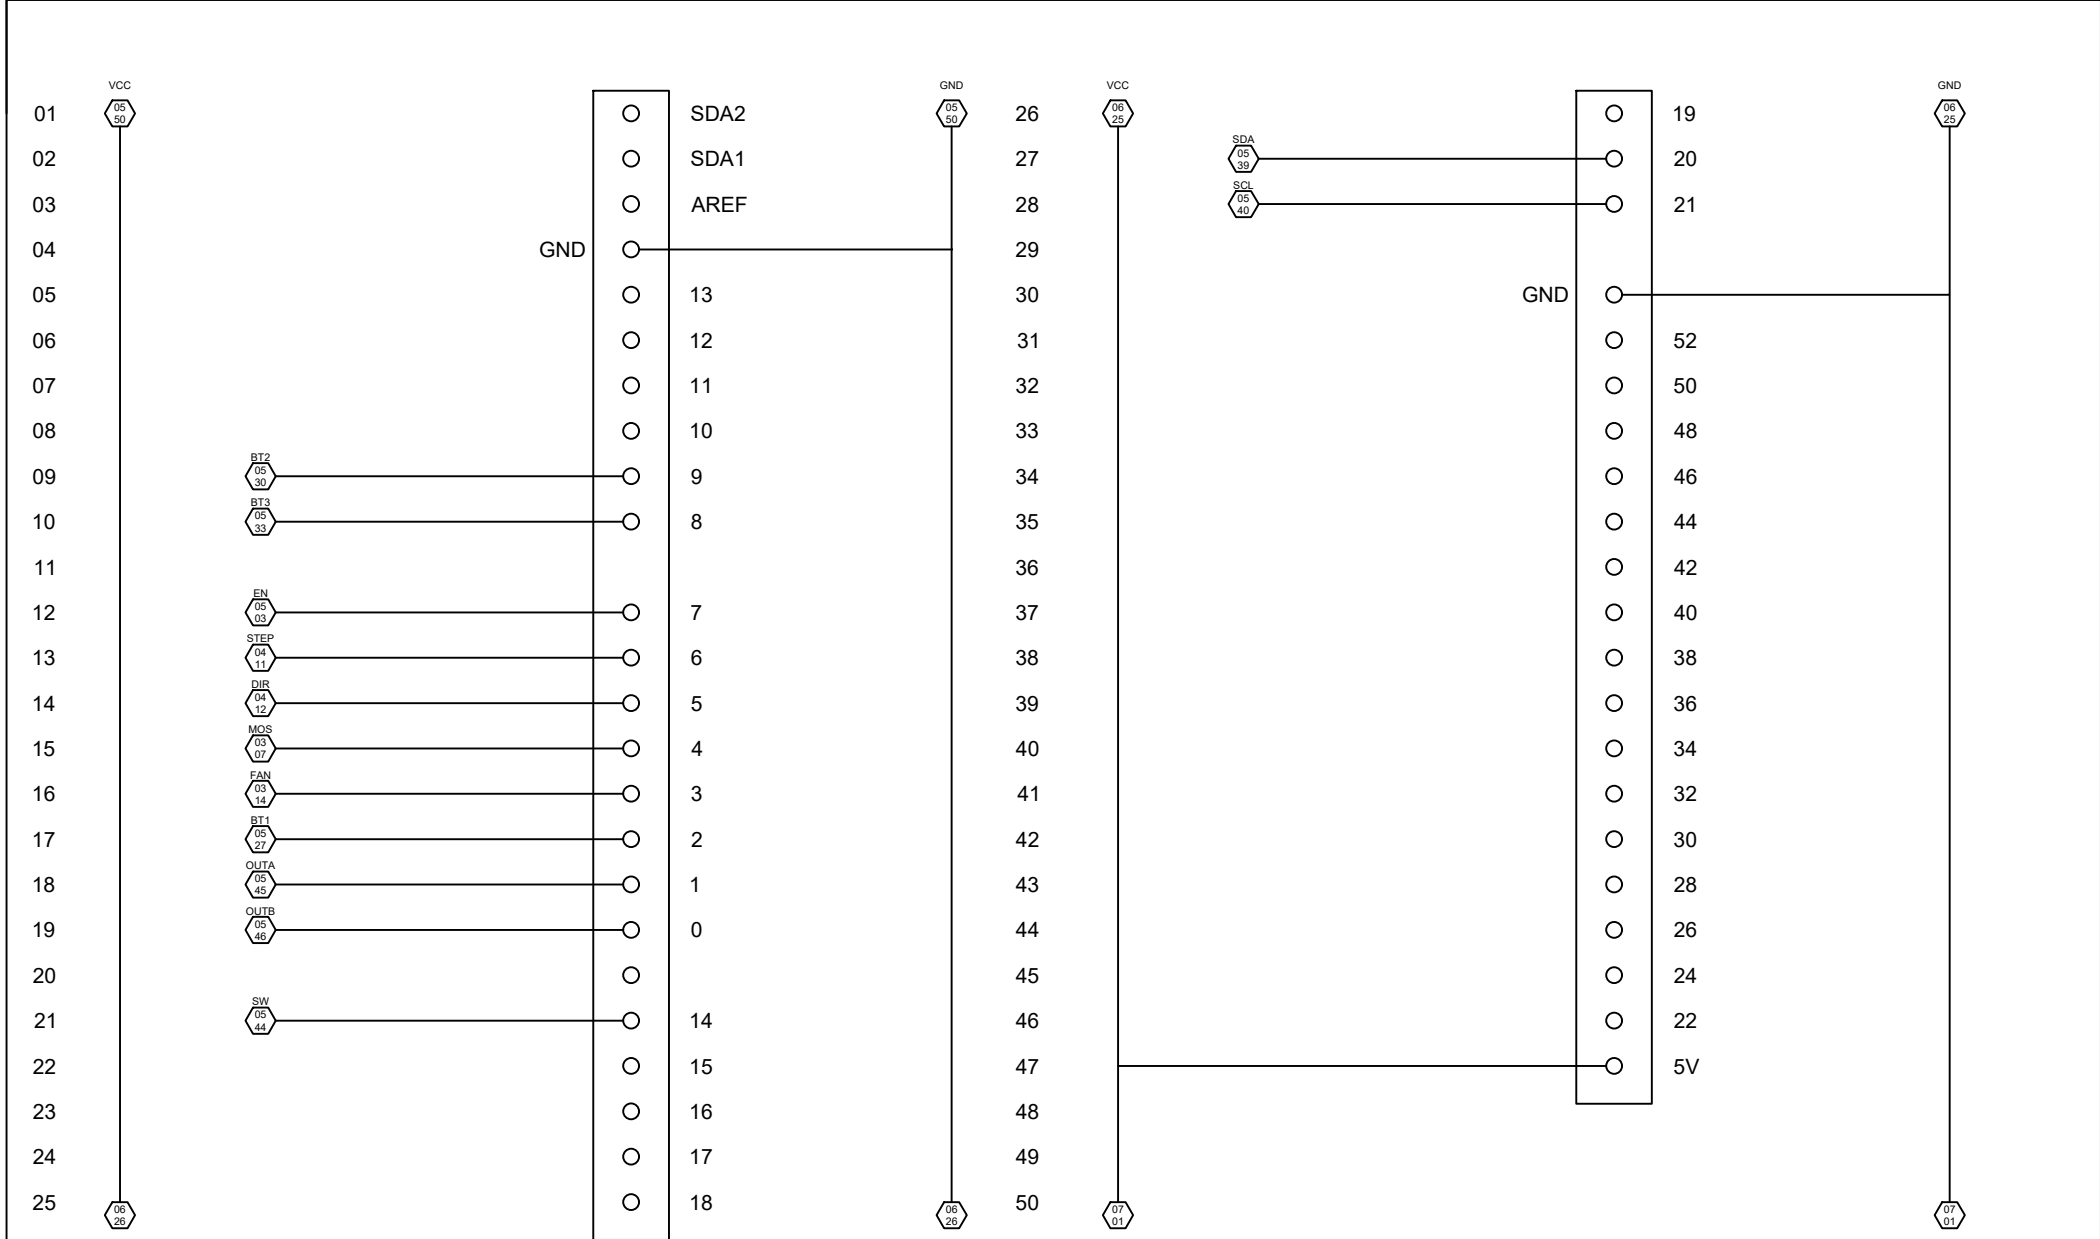 VCC GND VCC GND
01 05 50 SDA2 05 50 26 06 25 19 06 25
02 SDA1 27 SDA 05 39 20
03 AREF 28 SCL 05 40 21
04 GND 29
05 13 30 GND
06 12 31 52
07 11 32 50
08 10 33 48
09 BT2 05 30 9 34 46
10 BT3 05 33 8 35 44
11 36 42
12 EN 05 03 7 37 40
13 STEP 04 11 6 38 38
14 DIR 04 12 5 39 36
15 MOS 03 07 4 40 34
16 FAN 03 14 3 41 32
17 BT1 05 27 2 42 30
18 OUTA 05 45 1 43 28
19 OUTB 05 46 0 44 26
20 45 24
21 SW 05 44 14 46 22
22 15 47 5V
23 16 48
24 17 49
25 06 26 18 06 26 50 07 01 07 01